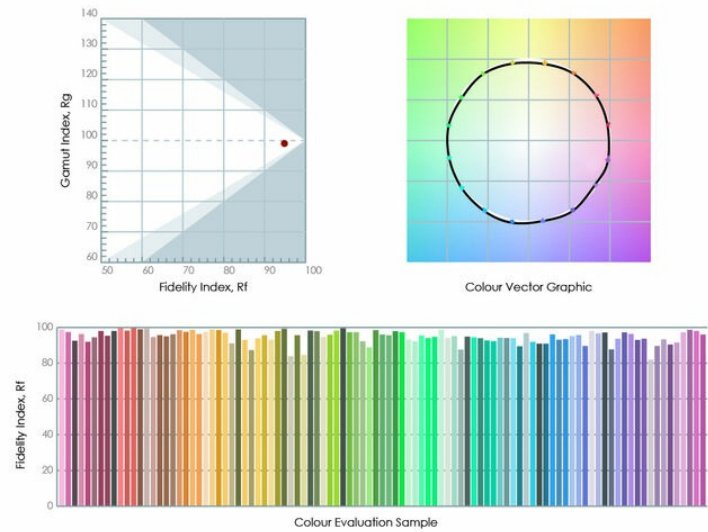 140
130
120
110
100
90
80
70
60
Gamut Index, Rg
50 60 70 80 90 100
Fidelity Index, Rf
Colour Vector Graphic
100
80
60
40
20
0
Fidelity Index, Rf
Colour Evaluation Sample